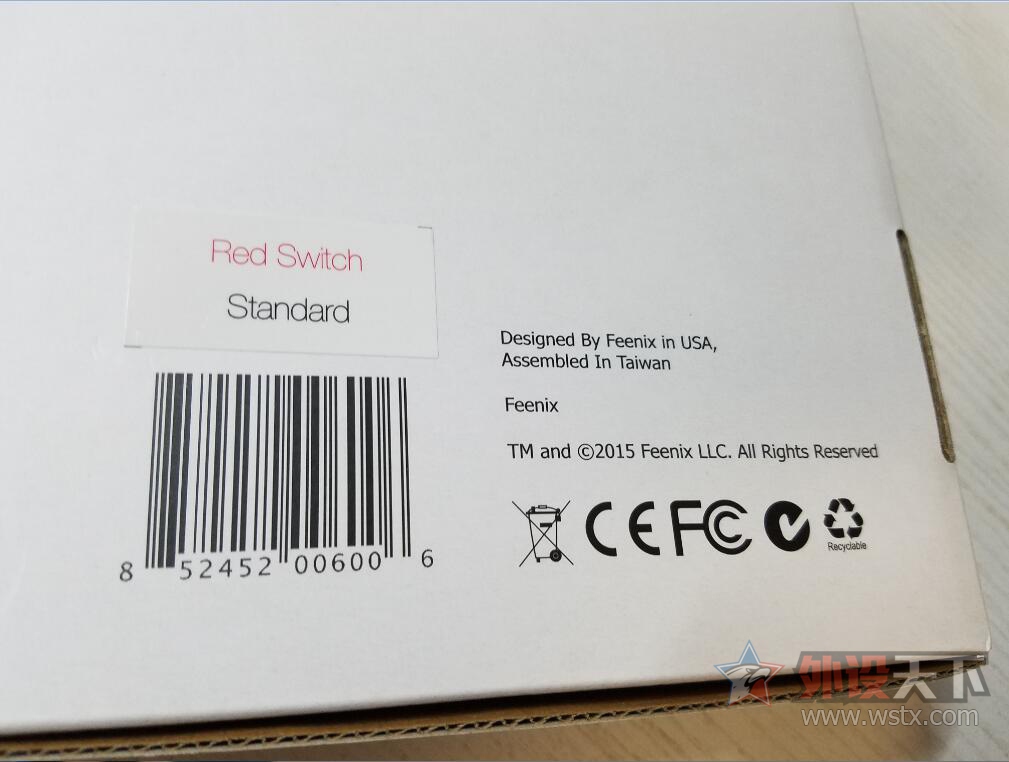 Red Switch
Standard
8 52452 00600 6
Designed By Feenix in USA,
Assembled In Taiwan
Feenix
TM and ©2015 Feenix LLC. All Rights Reserved
CE FC
Recyclable
外设天下
www.wstx.com